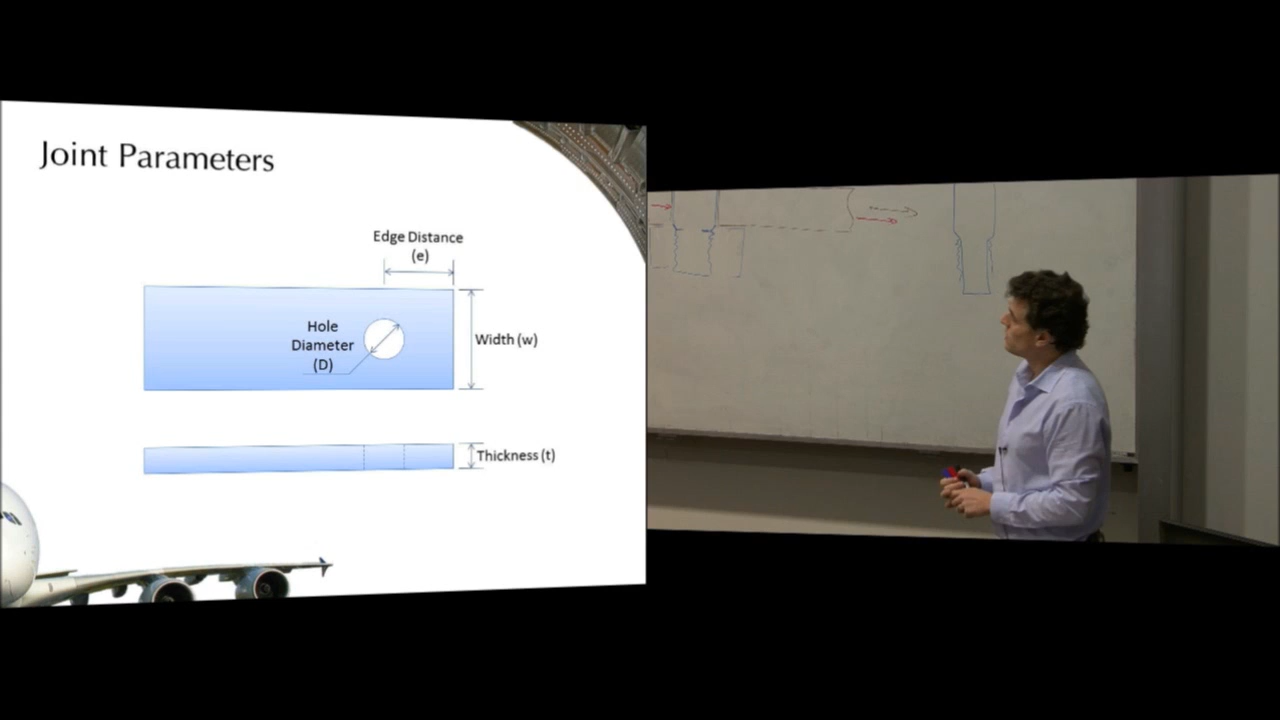 Joint Parameters
Edge Distance
(e)
Hole
Diameter
(D)
Width (w)
Thickness (t)